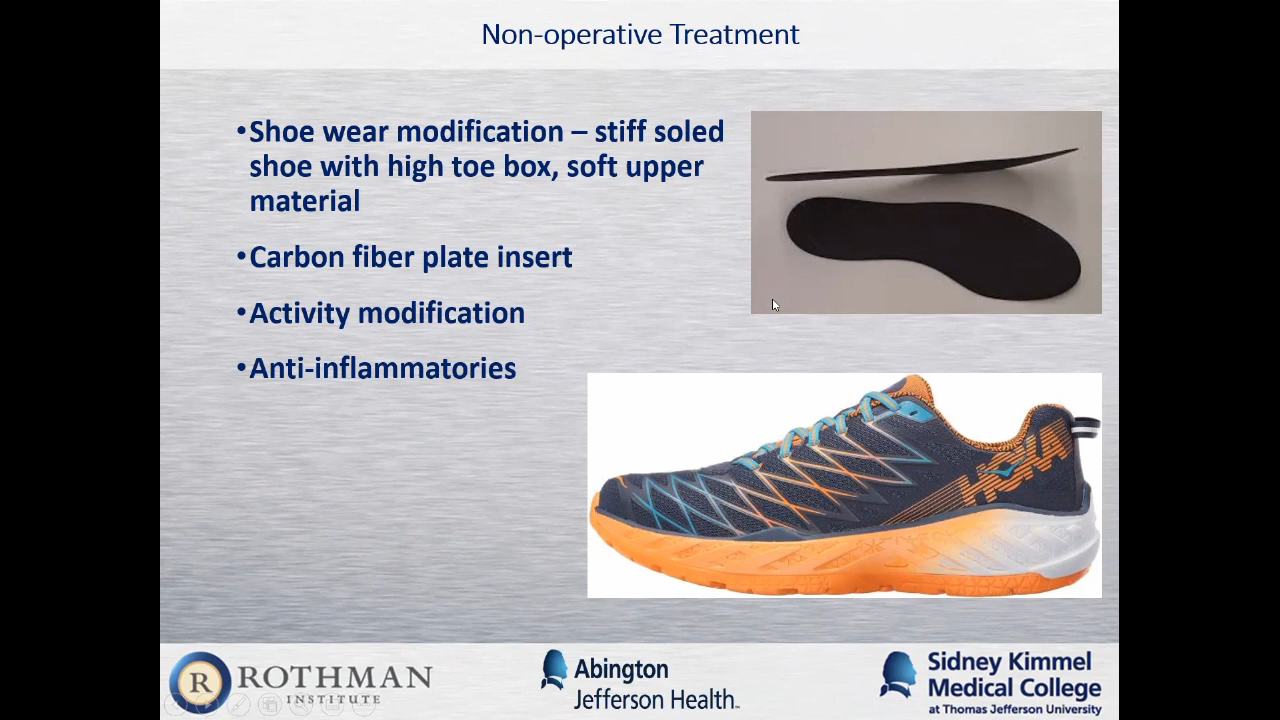 Non-operative Treatment
•Shoe wear modification – stiff soled
shoe with high toe box, soft upper
material
•Carbon fiber plate insert
•Activity modification
•Anti-inflammatories
HOKA
R ROTHMAN
INSTITUTE
Abington
Jefferson Health™
Sidney Kimmel
Medical College
at Thomas Jefferson University